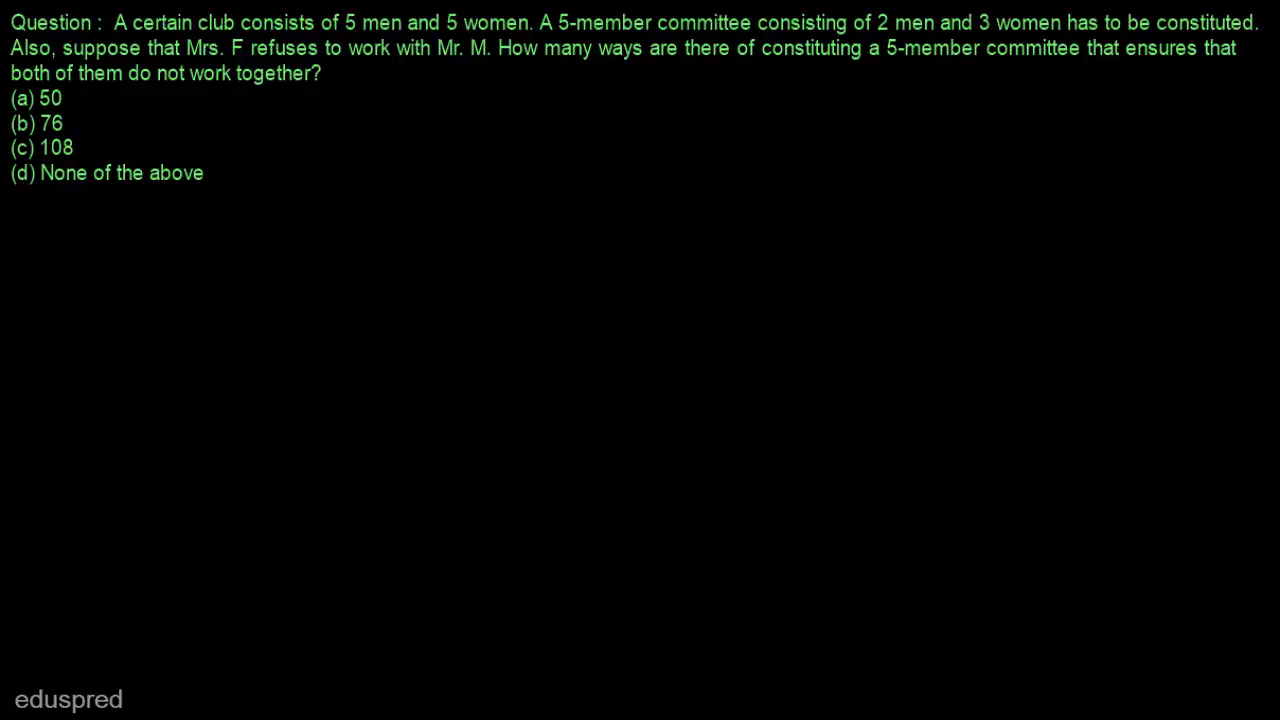 Question :  A certain club consists of 5 men and 5 women. A 5-member committee consisting of 2 men and 3 women has to be constituted.
Also, suppose that Mrs. F refuses to work with Mr. M. How many ways are there of constituting a 5-member committee that ensures that
both of them do not work together?
(a) 50
(b) 76
(c) 108
(d) None of the above
eduspred